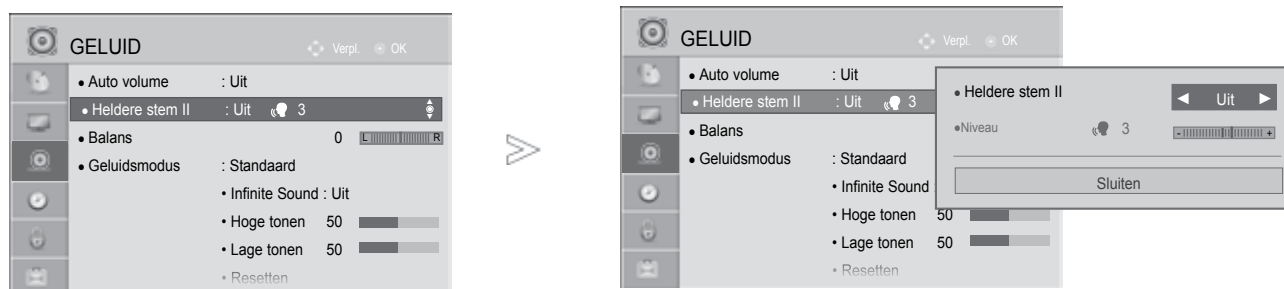 GELUID Verpl. OK
● Auto volume : Uit
● Heldere stem II : Uit 3
● Balans 0 L R
● Geluidsmodus : Standaard
• Infinite Sound : Uit
• Hoge tonen 50
• Lage tonen 50
• Resetten
>>
GELUID Verpl. OK
● Auto volume : Uit
● Heldere stem II : Uit 3
● Balans
● Geluidsmodus : Standaard
• Infinite Sound :
• Hoge tonen 50
• Lage tonen 50
• Resetten
● Heldere stem II ◄ Uit ►
●Niveau 3 - +
Sluiten